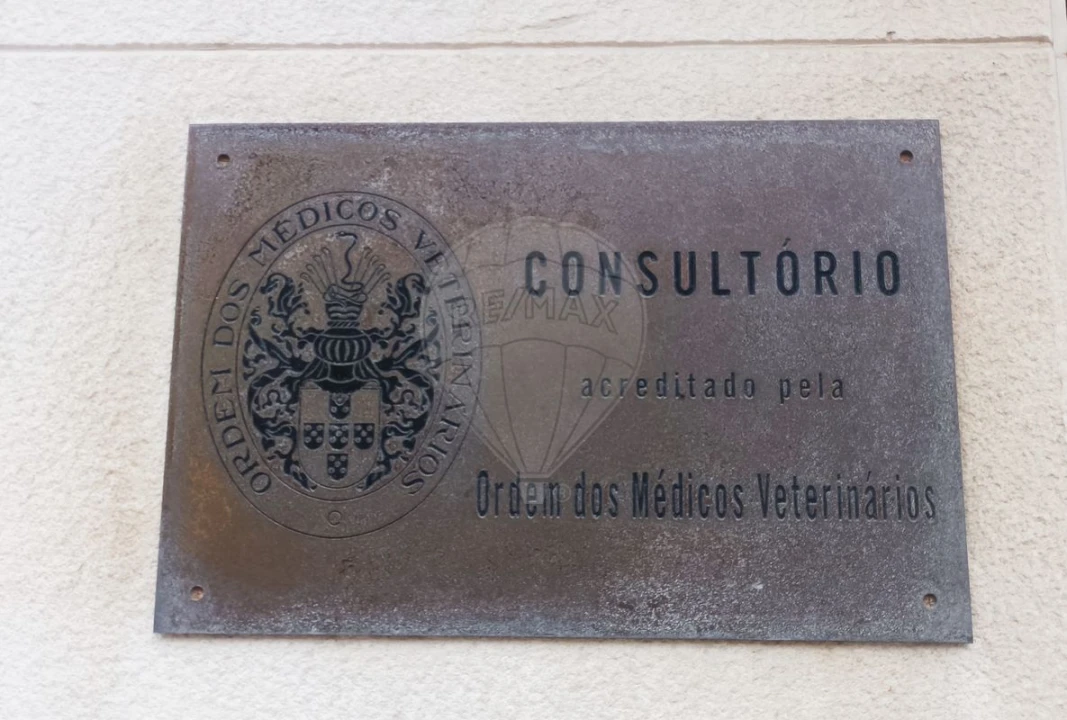 ORDEM DOS MÉDICOS VETERINÁRIOS
CONSULTÓRIO
RE/MAX
acreditado pela
Ordem dos Médicos Veterinários